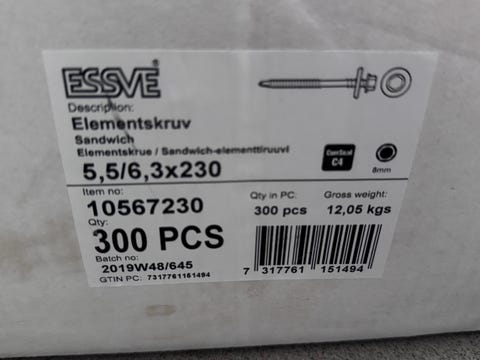 ESSVE
Description:
Elementskruv
Sandwich
Elementskrue / Sandwich-elementtiruuvi
5,5/6,3x230
CorrSeal
C4
8mm
Item no:
10567230
Qty in PC:
300 pcs
Gross weight:
12,05 kgs
Qty:
300 PCS
Batch no:
2019W48/645
GTIN PC: 7317761151494
7 317761 151494